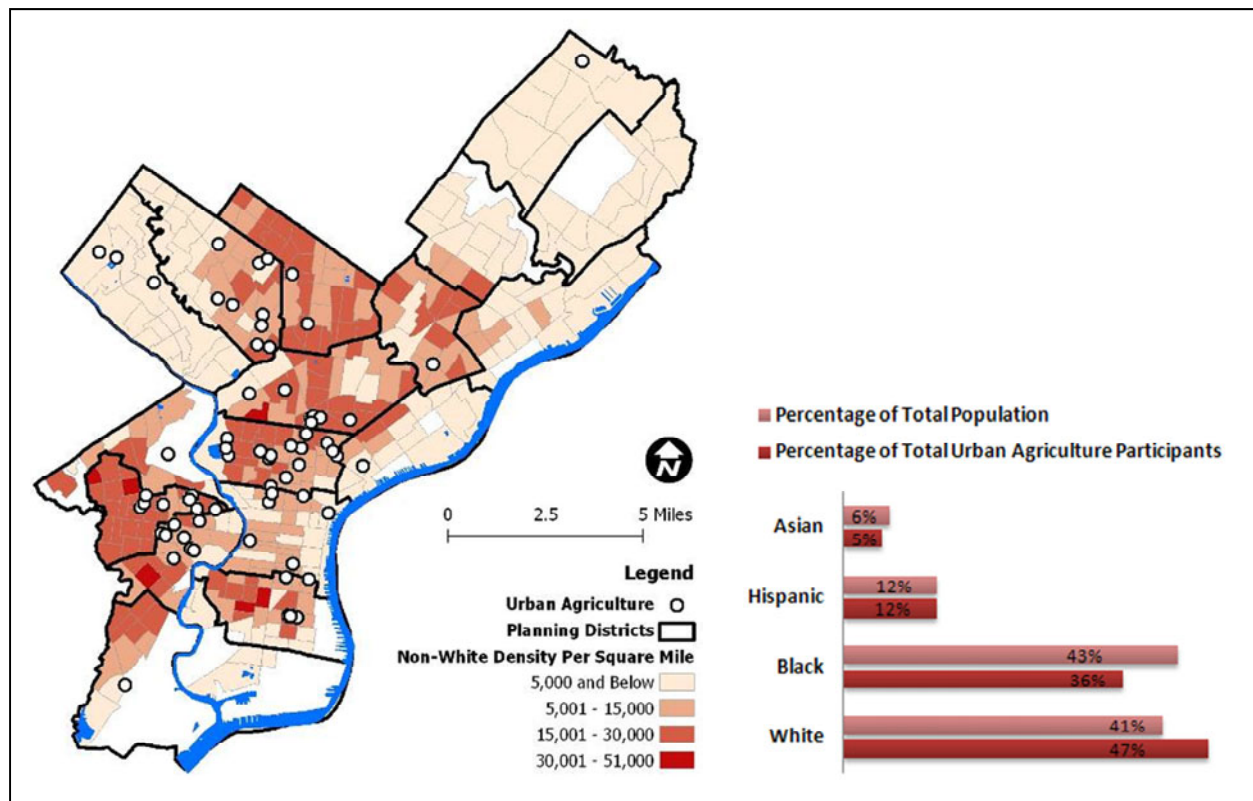 N
0 2.5 5 Miles
Legend
Urban Agriculture
Planning Districts
Non-White Density Per Square Mile
5,000 and Below
5,001 - 15,000
15,001 - 30,000
30,001 - 51,000
Percentage of Total Population
Percentage of Total Urban Agriculture Participants
Asian
6%
5%
Hispanic
12%
12%
Black
43%
36%
White
41%
47%